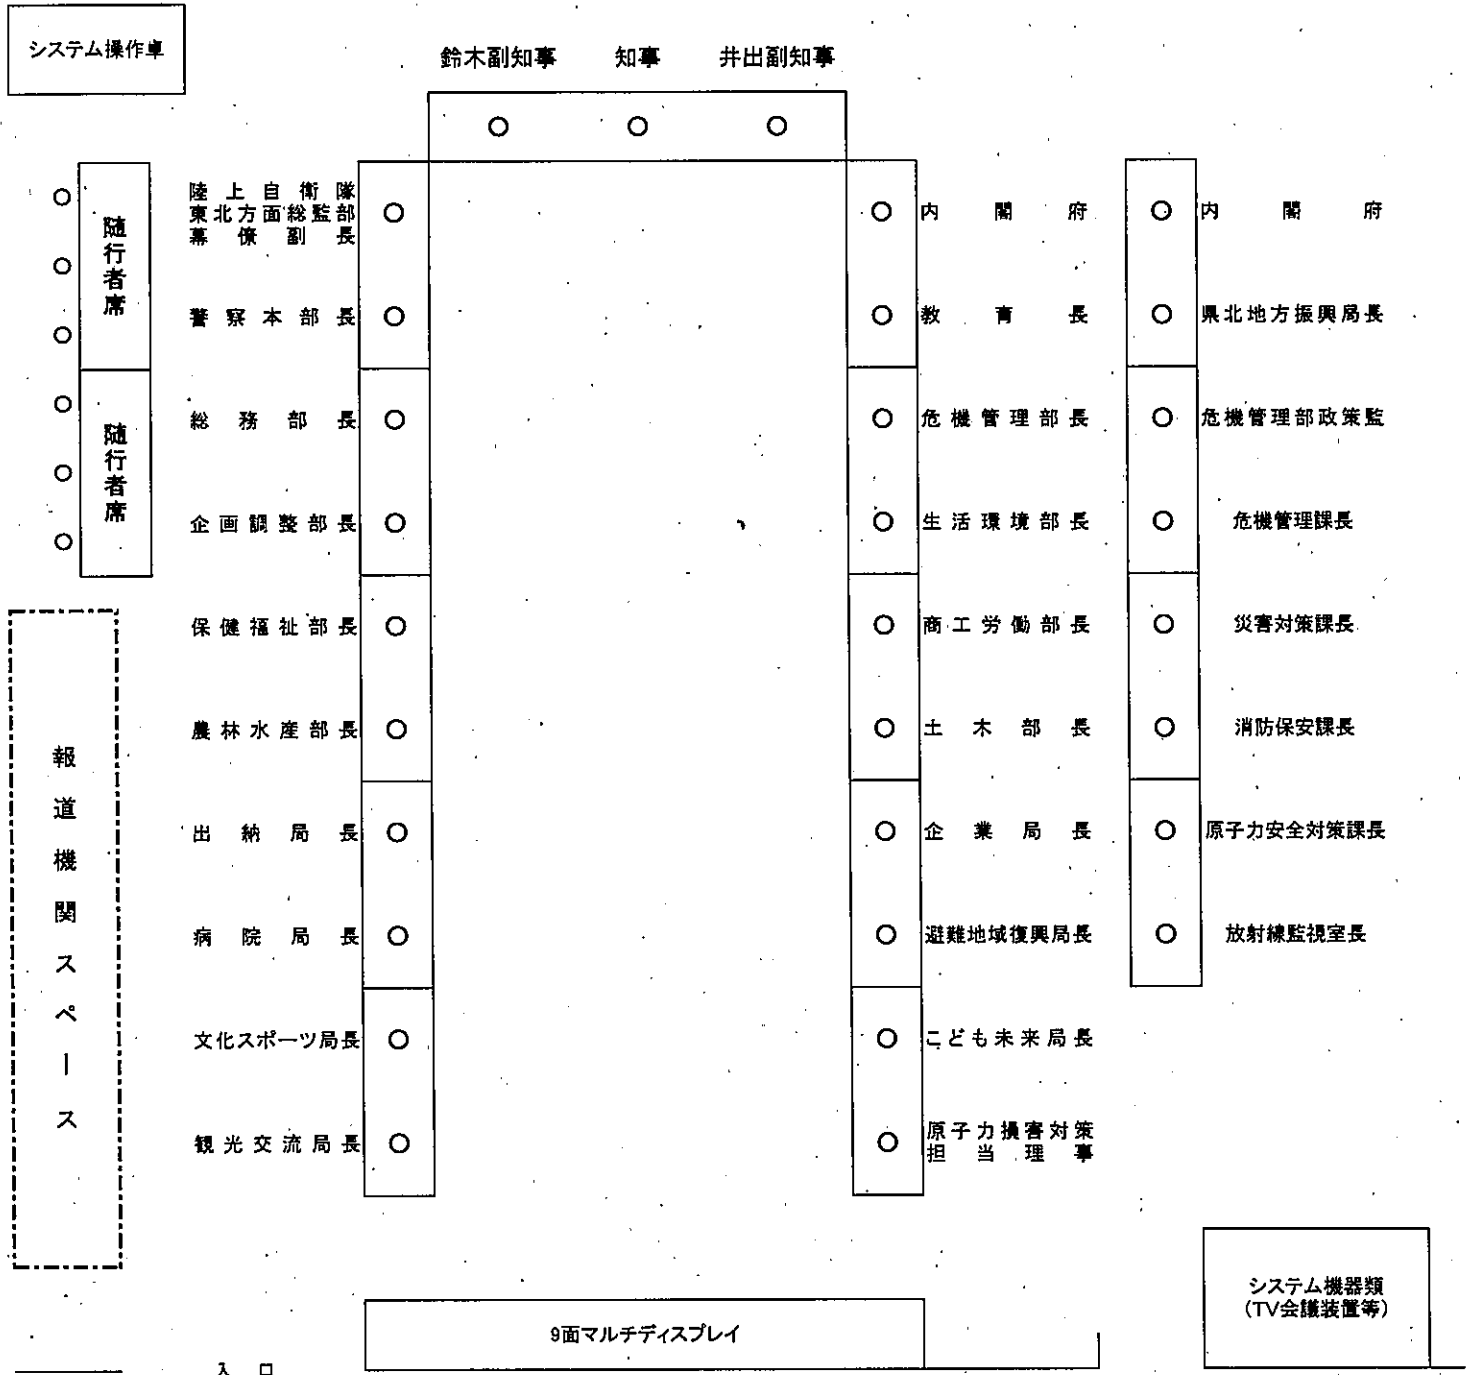 システム操作卓
鈴木副知事 知事 井出副知事
随行者席
随行者席
報道機関スペース
陸上自衛隊
東北方面総監部
幕僚副長
警察本部長
総務部長
企画調整部長
保健福祉部長
農林水産部長
出納局長
病院局長
文化スポーツ局長
観光交流局長
内閣府
教育長
危機管理部長
生活環境部長
商工労働部長
土木部長
企業局長
避難地域復興局長
こども未来局長
原子力損害対策
担当理事
内閣府
県北地方振興局長
危機管理部政策監
危機管理課長
災害対策課長
消防保安課長
原子力安全対策課長
放射線監視室長
システム機器類
(TV会議装置等)
9面マルチディスプレイ
入口